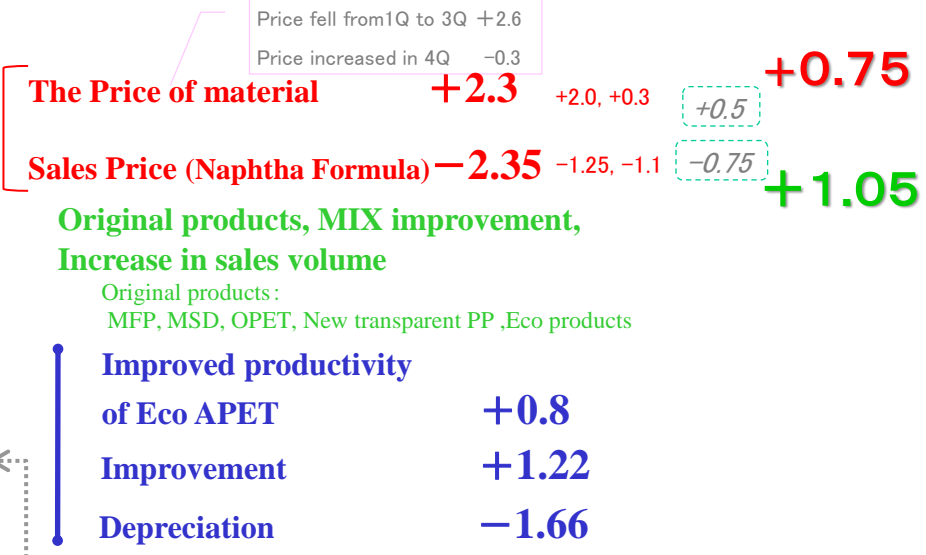 Price fell from1Q to 3Q ＋2.6
Price increased in 4Q －0.3
+0.75
The Price of material ＋2.3 +2.0, +0.3 +0.5
Sales Price (Naphtha Formula)－2.35 －1.25, －1.1 －0.75
＋1.05
Original products, MIX improvement,
Increase in sales volume
Original products：
MFP, MSD, OPET, New transparent PP ,Eco products
Improved productivity
of Eco APET ＋0.8
Improvement ＋1.22
Depreciation －1.66